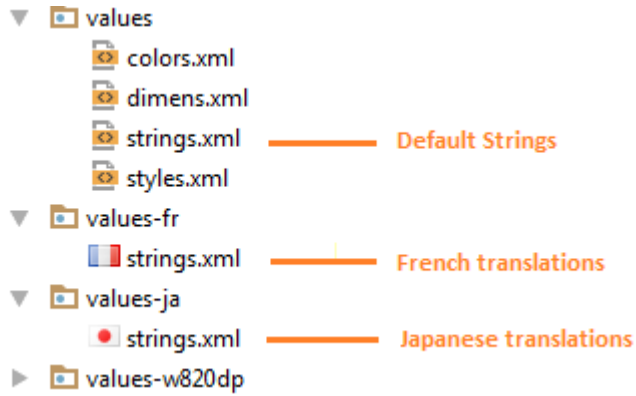 values
colors.xml
dimens.xml
strings.xml Default Strings
styles.xml
values-fr
strings.xml French translations
values-ja
strings.xml Japanese translations
values-w820dp